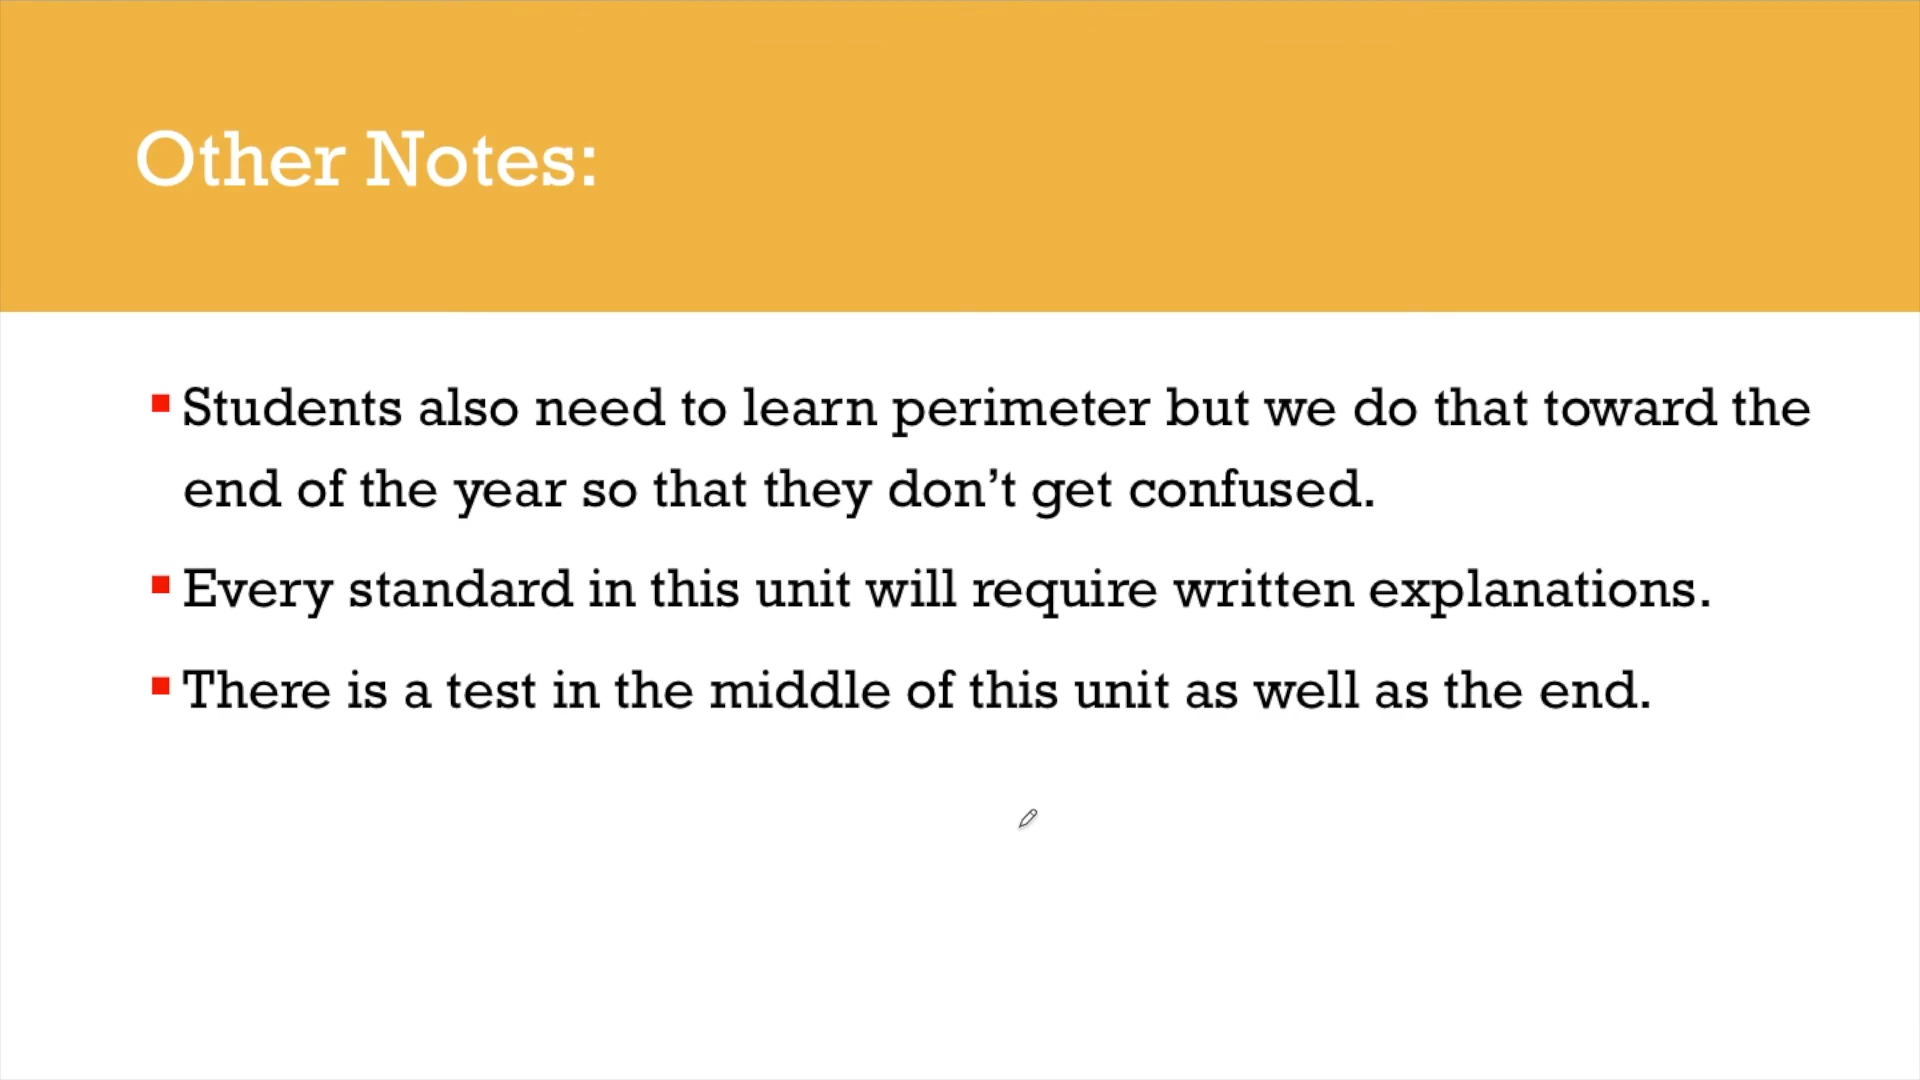 Other Notes:
Students also need to learn perimeter but we do that toward the
end of the year so that they don’t get confused.
Every standard in this unit will require written explanations.
There is a test in the middle of this unit as well as the end.